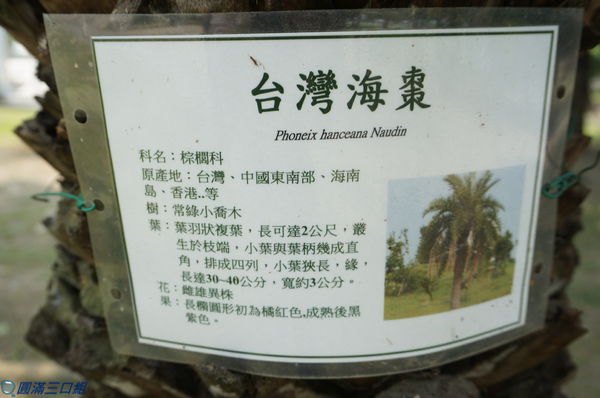 台灣海棗
Phoneix hanceana Naudin
科名：棕櫚科
原產地：台灣、中國東南部、海南
島、香港..等
樹：常綠小喬木
葉：葉羽狀複葉，長可達2公尺，叢
生於枝端，小葉與葉柄幾成直
角，排成四列，小葉狹長，緣，
長達30~40公分，寬約3公分。
花：雌雄異株
果：長橢圓形初為橘紅色,成熟後黑
紫色。
圓滿三口組